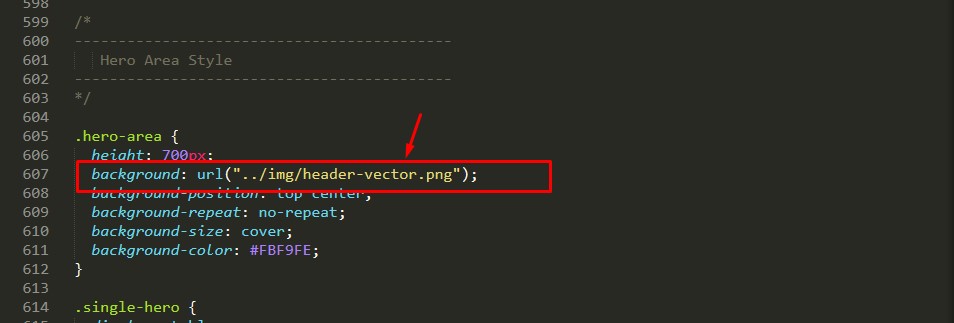 598
599 /*
600 ---------------------------------------------
601 Hero Area Style
602 ---------------------------------------------
603 */
604
605 .hero-area {
606 height: 700px;
607 background: url("../img/header-vector.png");
608 background-position: top center;
609 background-repeat: no-repeat;
610 background-size: cover;
611 background-color: #FBF9FE;
612 }
613
614 .single-hero {
615